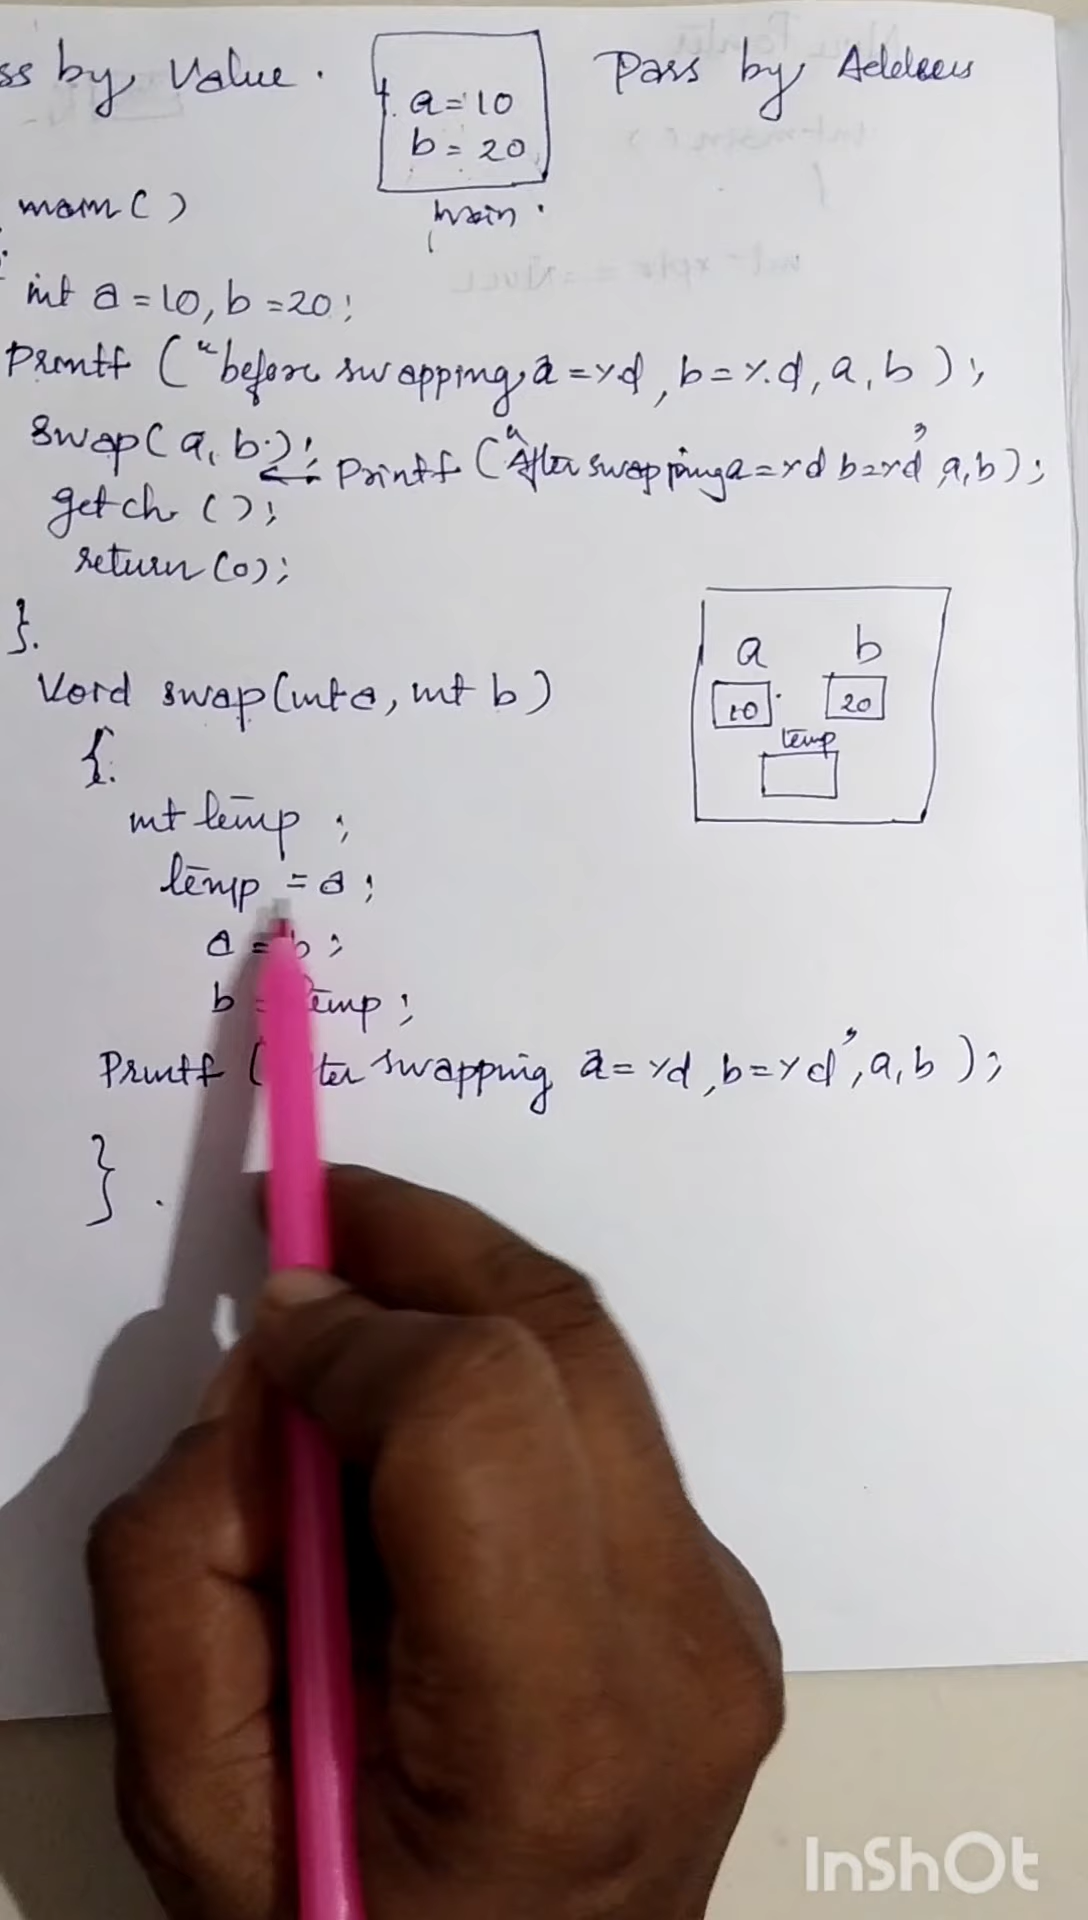 ss by Value.
a = 10
b = 20
main.
Pass by Address
main()
int a = 10, b = 20;
Printf ("before swapping, a = %d, b = %d, a, b);
swap(a, b); ← Printf ("After swapping a = %d b = %d", a, b);
getch ();
return (0);
}.
Void swap(int a, int b)
{.
int temp;
temp = a;
a = b;
b = temp;
Printf ( ter swapping a = %d, b = %d", a, b);
}.
a b
10 20
temp
InShOt